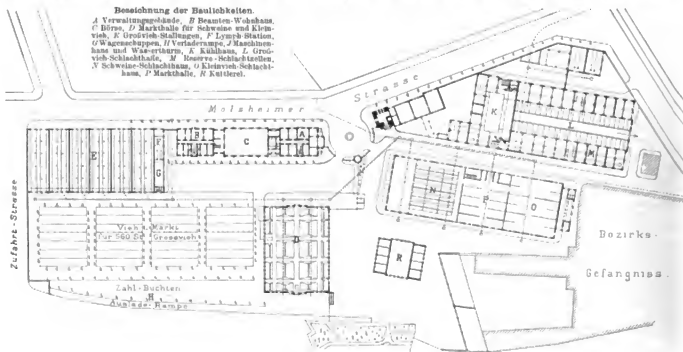 Bezeichnung der Baulichkeiten.
A Verwaltungsgebäude, B Beamten-Wohnhaus,
C Börse, D Markthalle für Schweine und Klein-
vieh, E Großvieh-Stallungen, F Lymph-Station,
G Wagenschuppen, H Verladerampe, J Maschinen-
haus und Wasserthurm, K Kühlhaus, L Groß-
vieh-Schlachthalle, M Reserve-Schlachtzellen,
N Schweine-Schlachthaus, O Kleinvieh-Schlacht-
haus, P Markthalle, R Kuttlerei.
Molsheimer
Strasse
Zufahrt-Strasse
E
F
G
B
C
A
K
L
M
N
P
O
D
R
Vieh-Markt
für 560 St. Grossvieh
Zahl-Buchten
H
Auslade-Rampe
Bezirks-
Gefängniss.